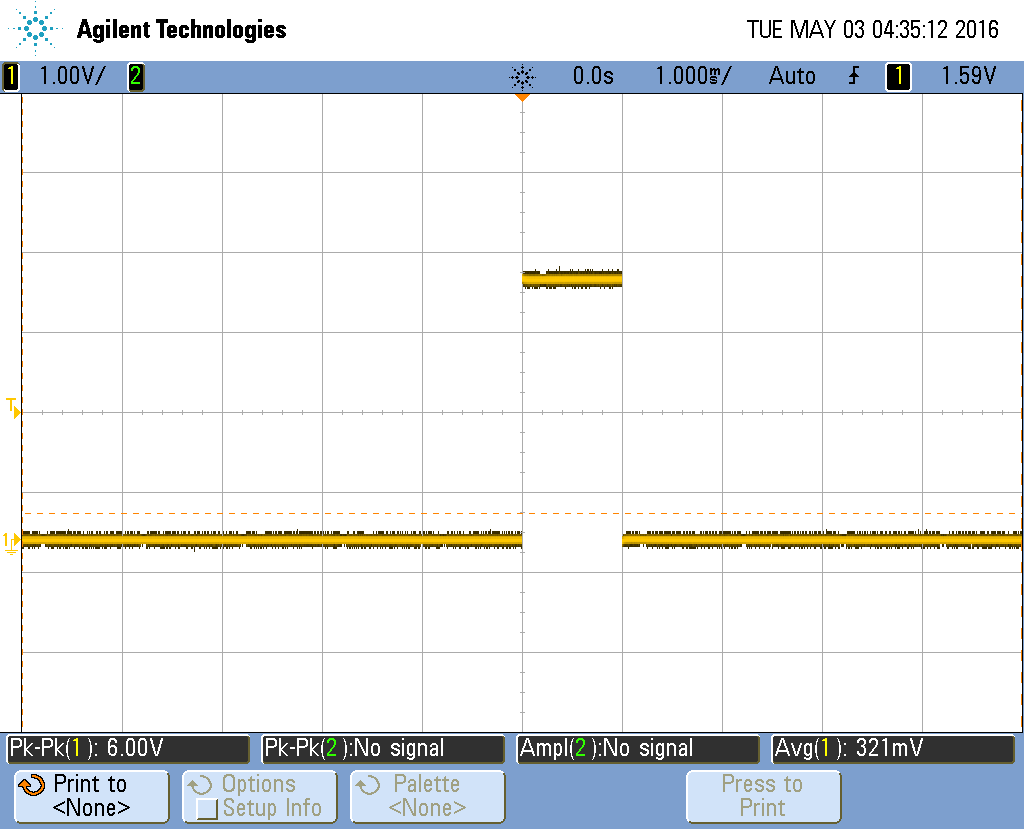 Agilent Technologies TUE MAY 03 04:35:12 2016
1 1.00V/ 2 0.0s 1.000ms/ Auto 1 1.59V
T
1
Pk-Pk(1): 6.00V Pk-Pk(2):No signal Ampl(2):No signal Avg(1): 321mV
Print to Options Palette Press to
<None> Setup Info <None> Print